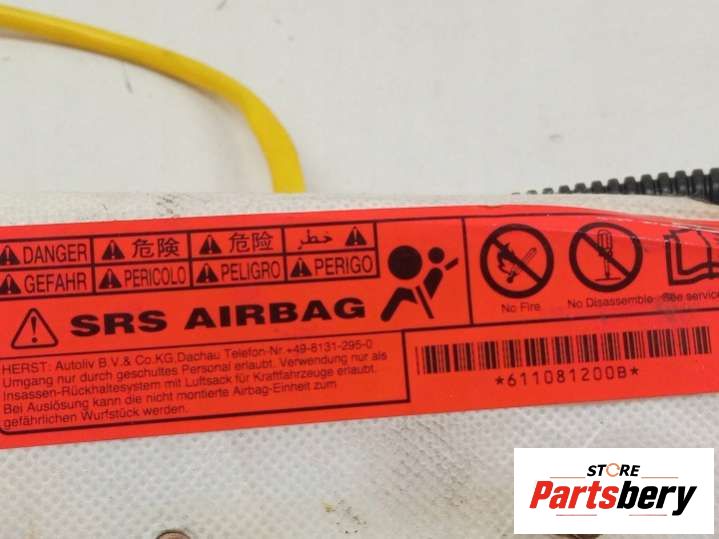 DANGER 危険 危险 خطر
GEFAHR PERICOLO PELIGRO PERIGO
SRS AIRBAG
HERST: Autoliv B.V.& Co.KG,Dachau Telefon-Nr.+49-8131-295-0
Umgang nur durch geschultes Personal erlaubt. Verwendung nur als
Insassen-Rückhaltesystem mit Luftsack für Kraftfahrzeuge erlaubt.
Bei Auslösung kann die nicht montierte Airbag-Einheit zum
gefährlichen Wurfstück werden.
No Fire No Disassemble See service
*611081200B*
STORE
Partsbery